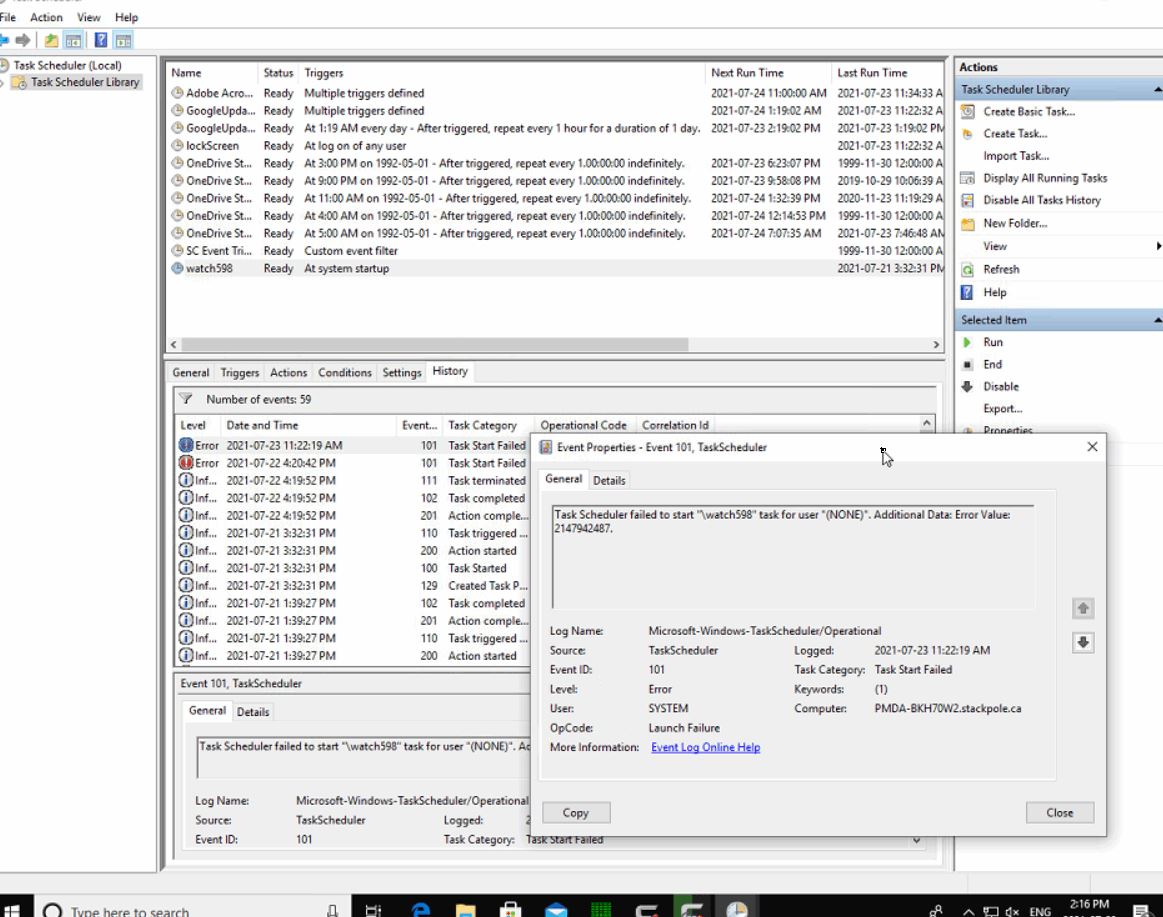 File Action View Help
Task Scheduler (Local)
Task Scheduler Library
Name Status Triggers Next Run Time Last Run Time
Adobe Acro... Ready Multiple triggers defined 2021-07-24 11:00:00 AM 2021-07-23 11:34:33 A
GoogleUpda... Ready Multiple triggers defined 2021-07-24 1:19:02 AM 2021-07-23 11:22:32 A
GoogleUpda... Ready At 1:19 AM every day - After triggered, repeat every 1 hour for a duration of 1 day. 2021-07-23 2:19:02 PM 2021-07-23 1:19:02 PM
lockScreen Ready At log on of any user 2021-07-23 11:22:32 A
OneDrive St... Ready At 3:00 PM on 1992-05-01 - After triggered, repeat every 1.00:00:00 indefinitely. 2021-07-23 6:23:07 PM 1999-11-30 12:00:00 A
OneDrive St... Ready At 9:00 PM on 1992-05-01 - After triggered, repeat every 1.00:00:00 indefinitely. 2021-07-23 9:58:08 PM 2019-10-29 10:06:39 A
OneDrive St... Ready At 11:00 AM on 1992-05-01 - After triggered, repeat every 1.00:00:00 indefinitely. 2021-07-24 1:32:39 PM 2020-11-23 11:19:29 A
OneDrive St... Ready At 4:00 AM on 1992-05-01 - After triggered, repeat every 1.00:00:00 indefinitely. 2021-07-24 12:14:53 PM 1999-11-30 12:00:00 A
OneDrive St... Ready At 5:00 AM on 1992-05-01 - After triggered, repeat every 1.00:00:00 indefinitely. 2021-07-24 7:07:35 AM 2021-07-23 7:46:48 AM
SC Event Tri... Ready Custom event filter 1999-11-30 12:00:00 A
watch598 Ready At system startup 2021-07-21 3:32:31 PM
Actions
Task Scheduler Library
Create Basic Task...
Create Task...
Import Task...
Display All Running Tasks
Disable All Tasks History
New Folder...
View
Refresh
Help
Selected Item
Run
End
Disable
Export...
Properties
General Triggers Actions Conditions Settings History
Number of events: 59
Level Date and Time Event... Task Category Operational Code Correlation Id
Error 2021-07-23 11:22:19 AM 101 Task Start Failed
Error 2021-07-22 4:20:42 PM 101 Task Start Failed
Inf... 2021-07-22 4:19:52 PM 111 Task terminated
Inf... 2021-07-22 4:19:52 PM 102 Task completed
Inf... 2021-07-22 4:19:52 PM 201 Action comple...
Inf... 2021-07-21 3:32:31 PM 110 Task triggered ...
Inf... 2021-07-21 3:32:31 PM 200 Action started
Inf... 2021-07-21 3:32:31 PM 100 Task Started
Inf... 2021-07-21 3:32:31 PM 129 Created Task P...
Inf... 2021-07-21 1:39:27 PM 102 Task completed
Inf... 2021-07-21 1:39:27 PM 201 Action comple...
Inf... 2021-07-21 1:39:27 PM 110 Task triggered ...
Inf... 2021-07-21 1:39:27 PM 200 Action started
Event 101, TaskScheduler
General Details
Task Scheduler failed to start "\watch598" task for user "(NONE)". Ac
Log Name: Microsoft-Windows-TaskScheduler/Operational
Source: TaskScheduler Logged: 2
Event ID: 101 Task Category: Task Start Failed
Event Properties - Event 101, TaskScheduler
General Details
Task Scheduler failed to start "\watch598" task for user "(NONE)". Additional Data: Error Value:
2147942487.
Log Name: Microsoft-Windows-TaskScheduler/Operational
Source: TaskScheduler Logged: 2021-07-23 11:22:19 AM
Event ID: 101 Task Category: Task Start Failed
Level: Error Keywords: (1)
User: SYSTEM Computer: PMDA-BKH70W2.stackpole.ca
OpCode: Launch Failure
More Information: Event Log Online Help
Copy Close
Type here to search
ENG 2:16 PM